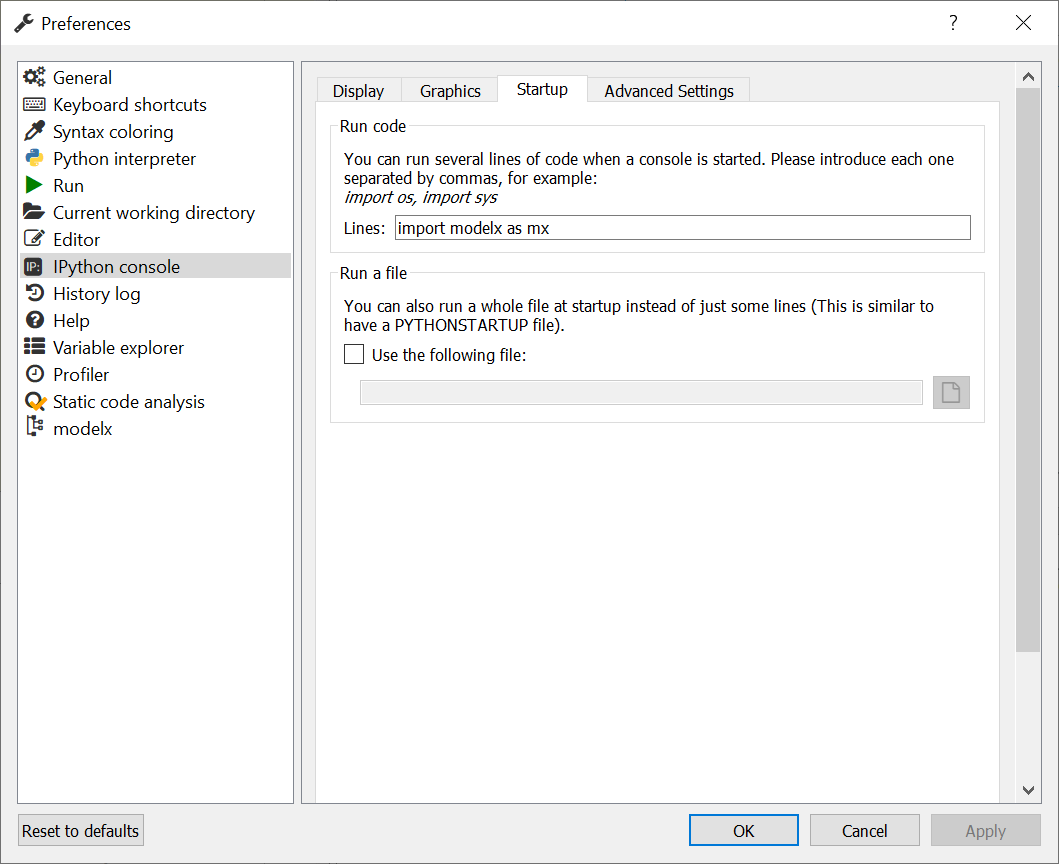 Preferences
?
General
Keyboard shortcuts
Syntax coloring
Python interpreter
Run
Current working directory
Editor
IP: IPython console
History log
Help
Variable explorer
Profiler
Static code analysis
modelx
Display Graphics Startup Advanced Settings
Run code
You can run several lines of code when a console is started. Please introduce each one
separated by commas, for example:
import os, import sys
Lines: import modelx as mx
Run a file
You can also run a whole file at startup instead of just some lines (This is similar to
have a PYTHONSTARTUP file).
Use the following file:
Reset to defaults OK Cancel Apply